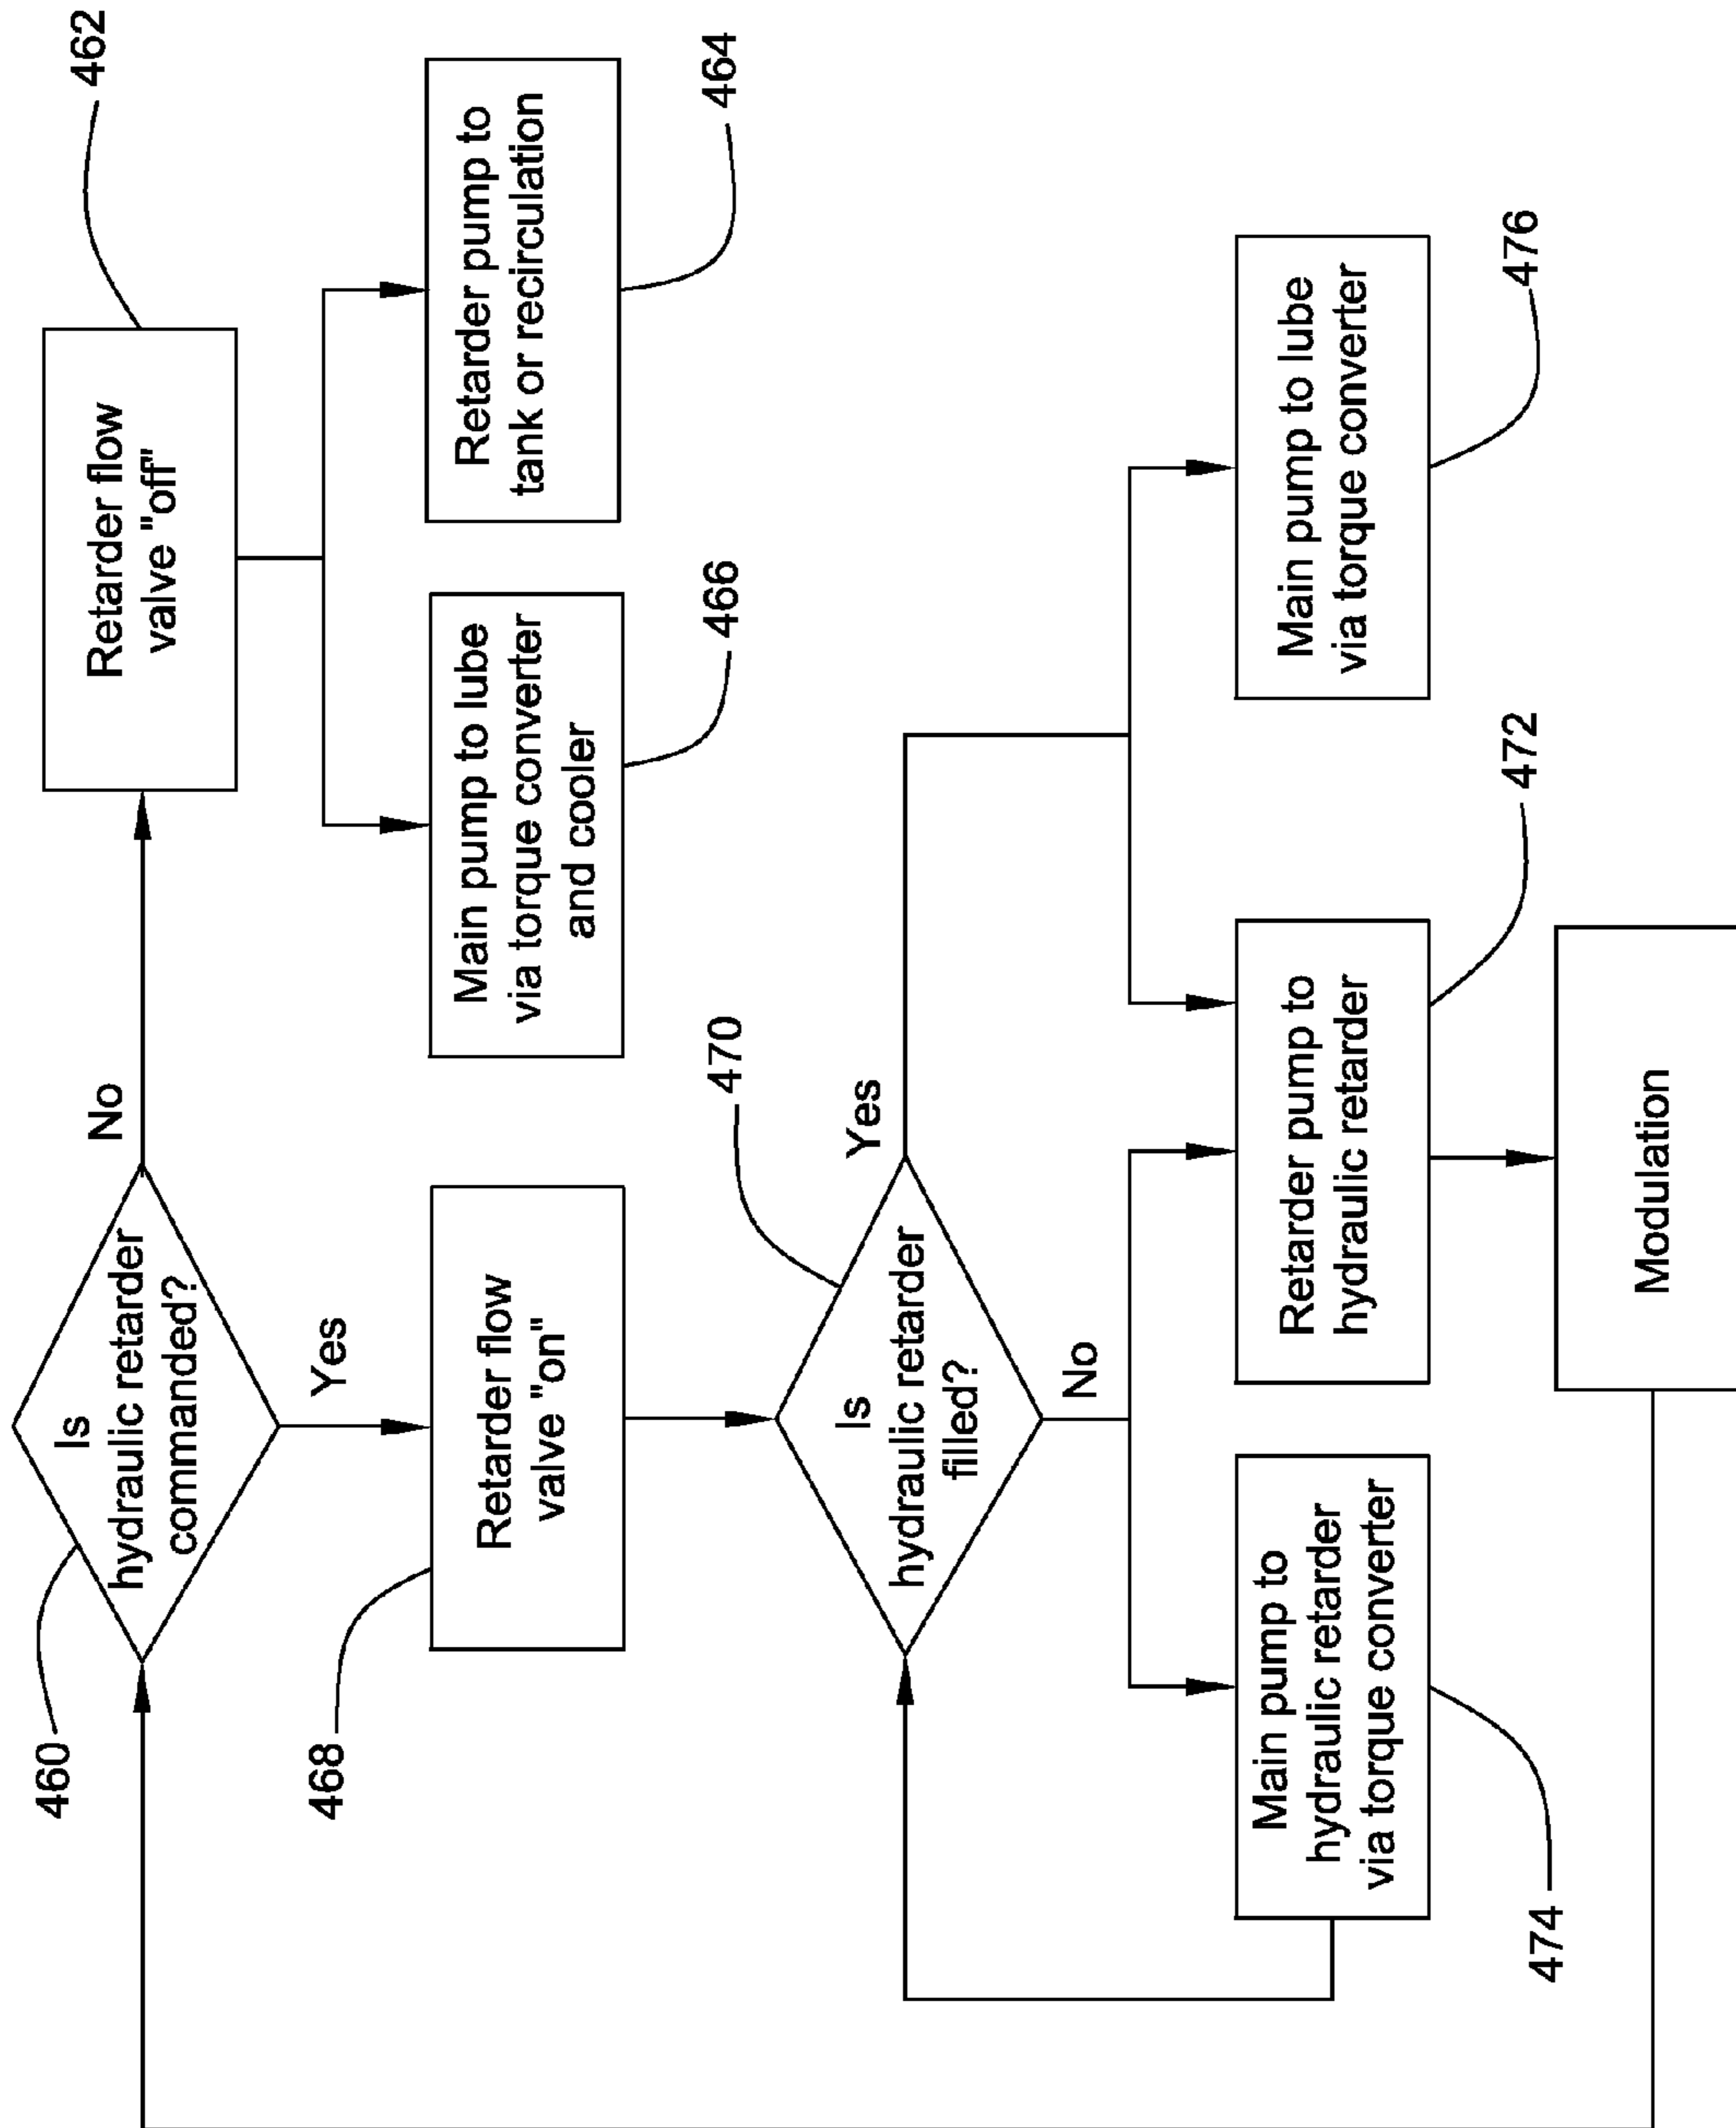 460
Is
hydraulic retarder
commanded?
No
Yes
Retarder flow
valve "off"
462
Main pump to lube
via torque converter
and cooler
466
Retarder pump to
tank or recirculation
464
468
Retarder flow
valve "on"
470
Is
hydraulic retarder
filled?
Yes
No
Main pump to
hydraulic retarder
via torque converter
474
Retarder pump to
hydraulic retarder
472
Main pump to lube
via torque converter
476
Modulation